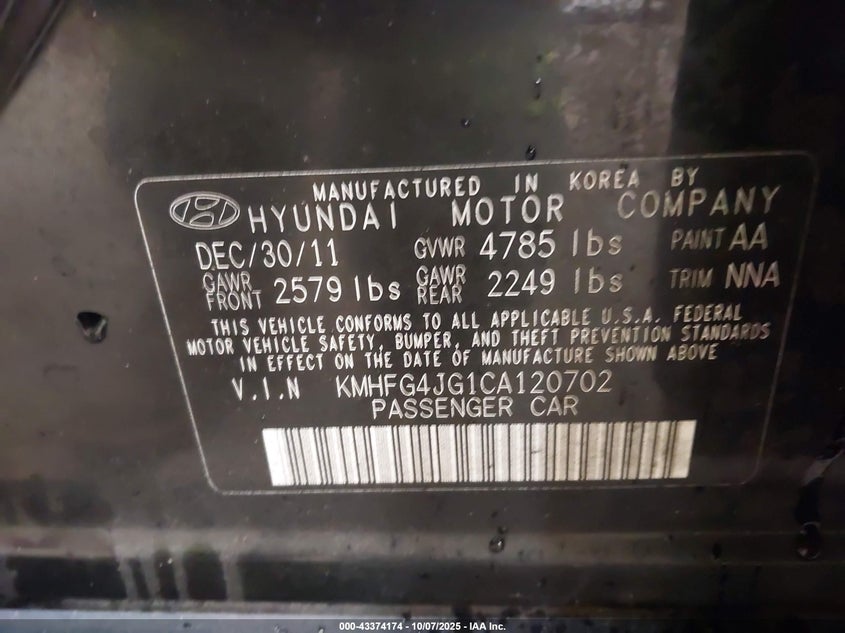 MANUFACTURED IN KOREA BY
HYUNDAI MOTOR COMPANY
DEC/30/11 GVWR 4785 lbs PAINT AA
GAWR FRONT 2579 lbs GAWR REAR 2249 lbs TRIM NNA
THIS VEHICLE CONFORMS TO ALL APPLICABLE U.S.A. FEDERAL
MOTOR VEHICLE SAFETY, BUMPER, AND THEFT PREVENTION STANDARDS
IN EFFECT ON THE DATE OF MANUFACTURE SHOWN ABOVE
V.I.N KMHFG4JG1CA120702
PASSENGER CAR
000-43374174 - 10/07/2025 - IAA Inc.